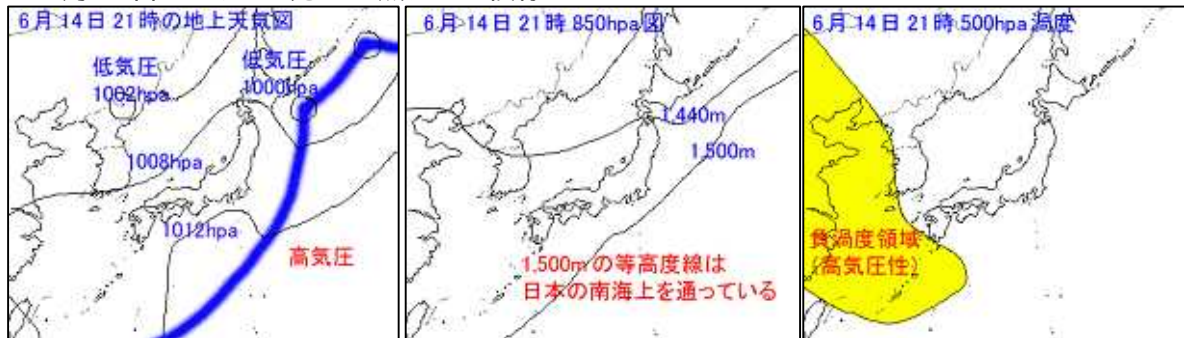 6月14日21時の地上天気図
低気圧
1002hpa
低気圧
1000hpa
1008hpa
1012hpa
高気圧
6月14日21時850hpa図
1,440m
1,500m
1,500mの等高度線は
日本の南海上を通っている
6月14日21時500hpa渦度
負渦度領域
(高気圧性)